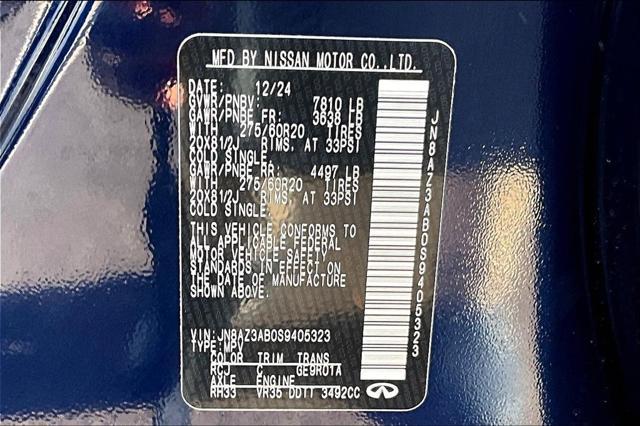 MFD BY NISSAN MOTOR CO.,LTD.
DATE: 12/24
GVWR/PNBV: 7810 LB
GAWR/PNBE FR: 3638 LB
WITH 275/60R20 TIRES
20X81/2J RIMS, AT 33PSI
COLD SINGLE.
GAWR/PNBE RR: 4497 LB
WITH 275/60R20 TIRES
20X81/2J RIMS, AT 33PSI
COLD SINGLE.
THIS VEHICLE CONFORMS TO
ALL APPLICABLE FEDERAL
MOTOR VEHICLE SAFETY
STANDARDS IN EFFECT ON
THE DATE OF MANUFACTURE
SHOWN ABOVE.
VIN: JN8AZ3AB0S9405323
TYPE: MPV
COLOR TRIM TRANS
RCJ C GE9R01A
AXLE ENGINE
RH33 VR35 DDTT 3492CC
JN8AZ3AB0S9405323